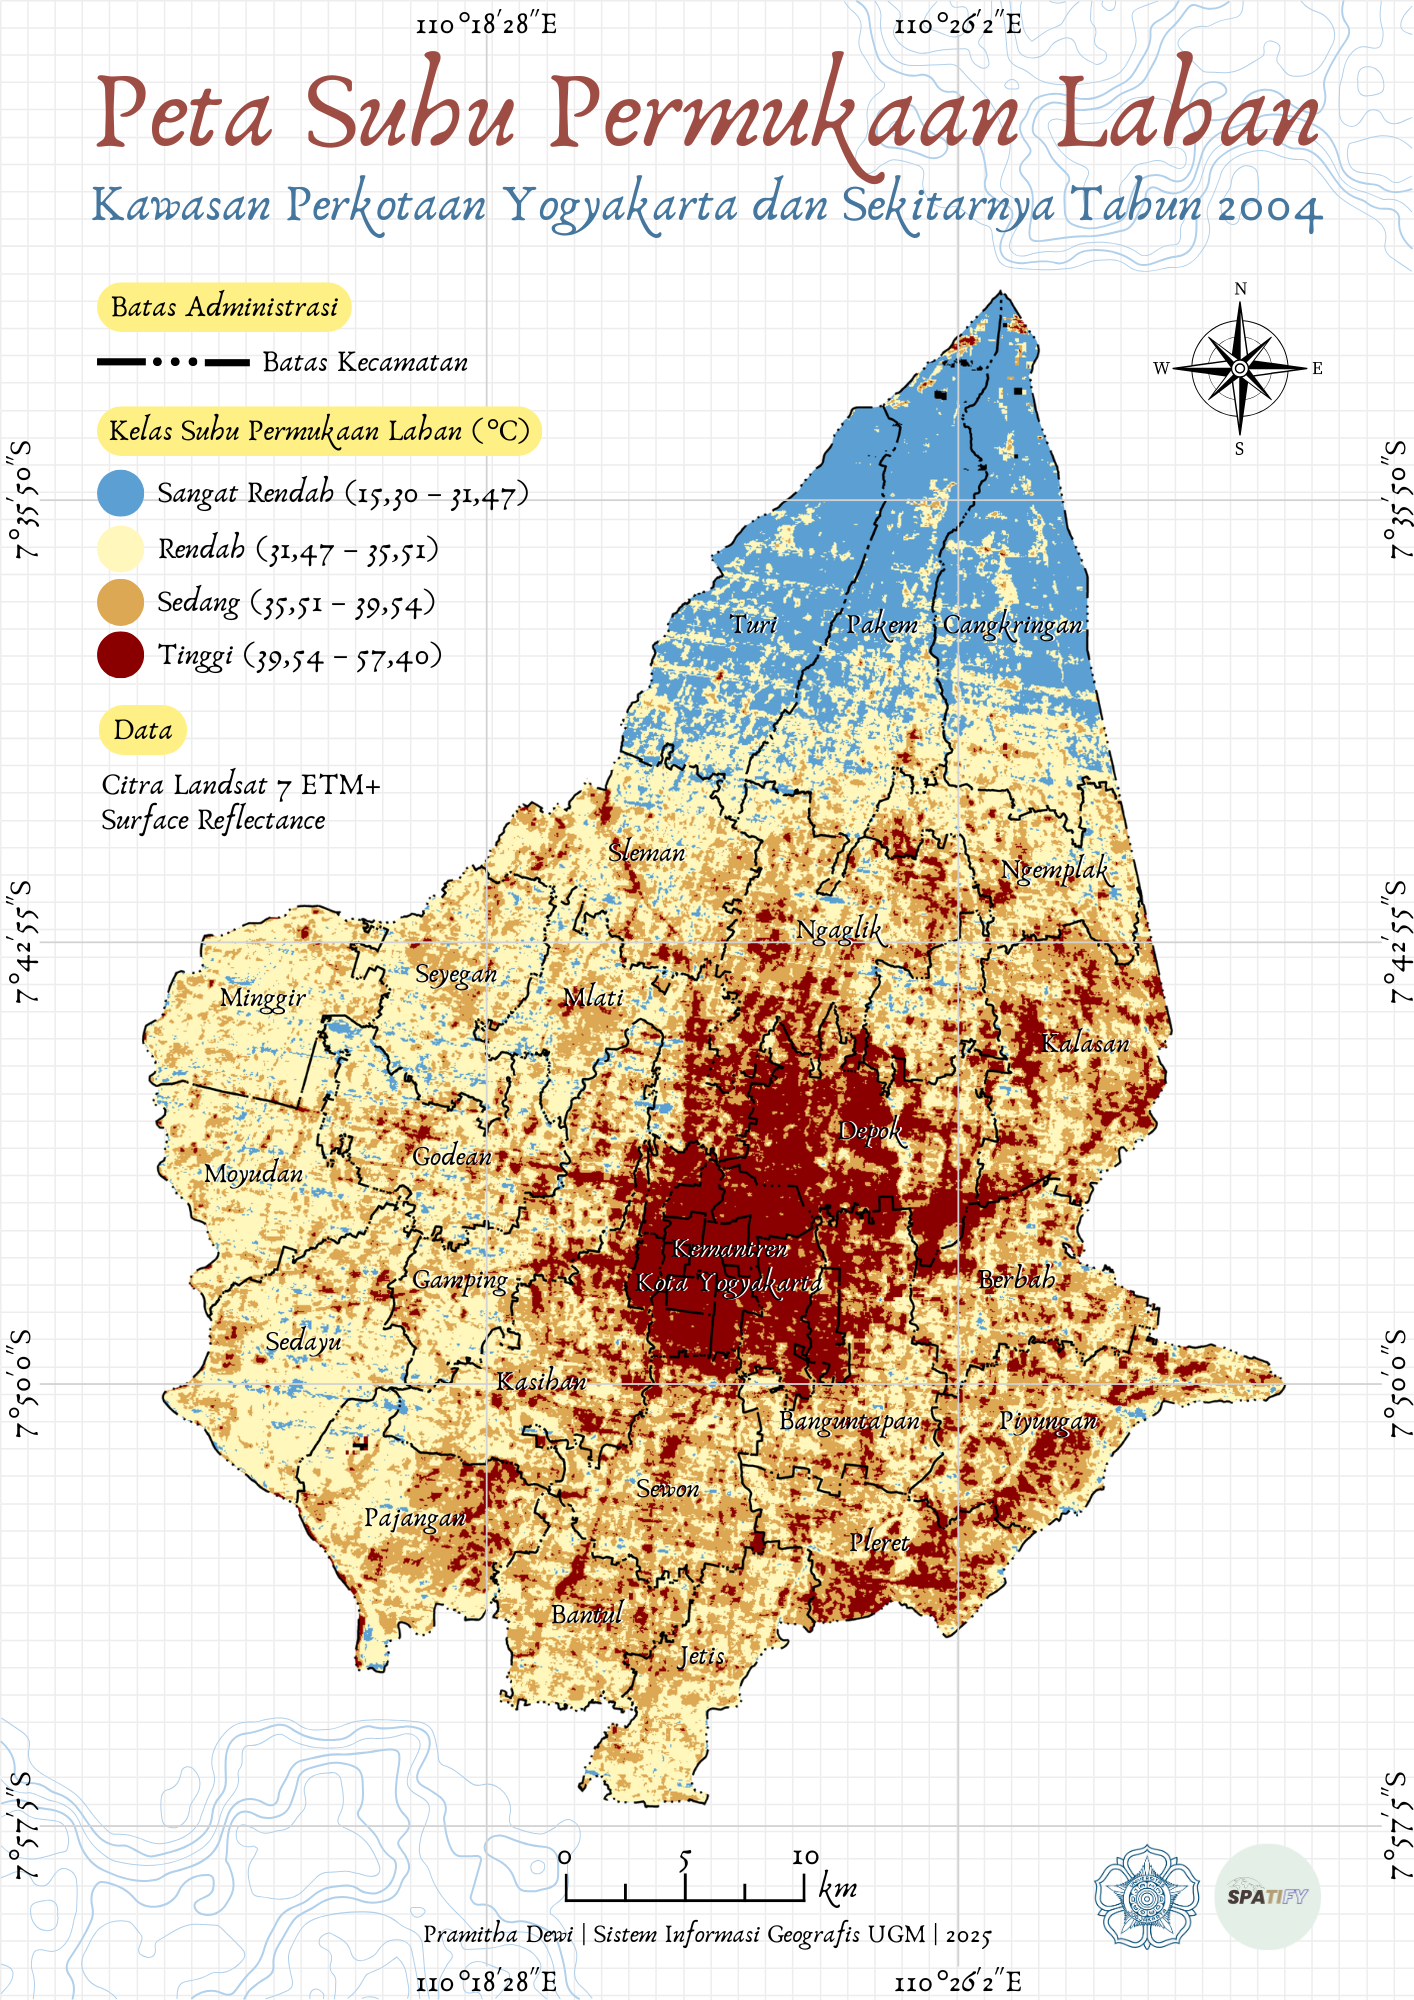 110°18'28"E
110°26'2"E
Peta Suhu Permukaan Lahan
Kawasan Perkotaan Yogyakarta dan Sekitarnya Tahun 2004
Batas Administrasi
Batas Kecamatan
Kelas Suhu Permukaan Lahan (°C)
Sangat Rendah (15,30 – 31,47)
Rendah (31,47 – 35,51)
Sedang (35,51 – 39,54)
Tinggi (39,54 – 57,40)
Data
Citra Landsat 7 ETM+
Surface Reflectance
N
W
E
S
7°35'50"S
7°35'50"S
7°42'55"S
7°42'55"S
7°50'0"S
7°50'0"S
7°57'5"S
7°57'5"S
Turi
Pakem
Cangkringan
Sleman
Ngemplak
Ngaglik
Seyegan
Minggir
Mlati
Kalasan
Depok
Godean
Moyudan
Kemantren
Kota Yogyakarta
Gamping
Berbah
Sedayu
Kasihan
Banguntapan
Piyungan
Sewon
Pajangan
Pleret
Bantul
Jetis
0 5 10 km
Pramitha Dewi | Sistem Informasi Geografis UGM | 2025
SPATIFY
110°18'28"E
110°26'2"E